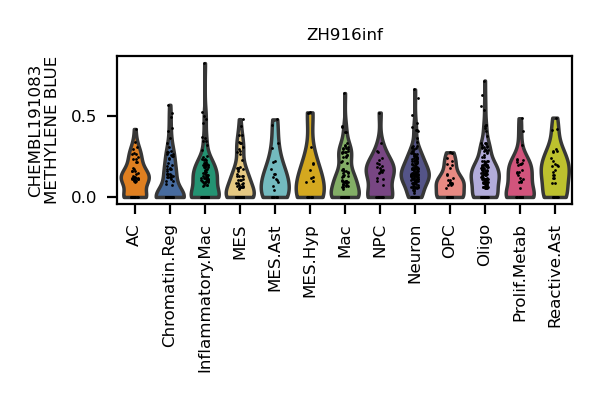 ZH916inf
CHEMBL191083
METHYLENE BLUE
0.5
0.0
AC
Chromatin.Reg
Inflammatory.Mac
MES
MES.Ast
MES.Hyp
Mac
NPC
Neuron
OPC
Oligo
Prolif.Metab
Reactive.Ast